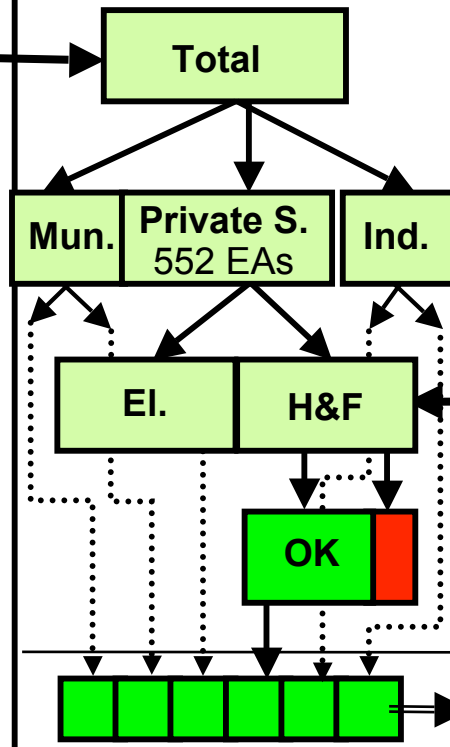 Total
Mun.
Private S.
552 EAs
Ind.
El.
H&F
OK